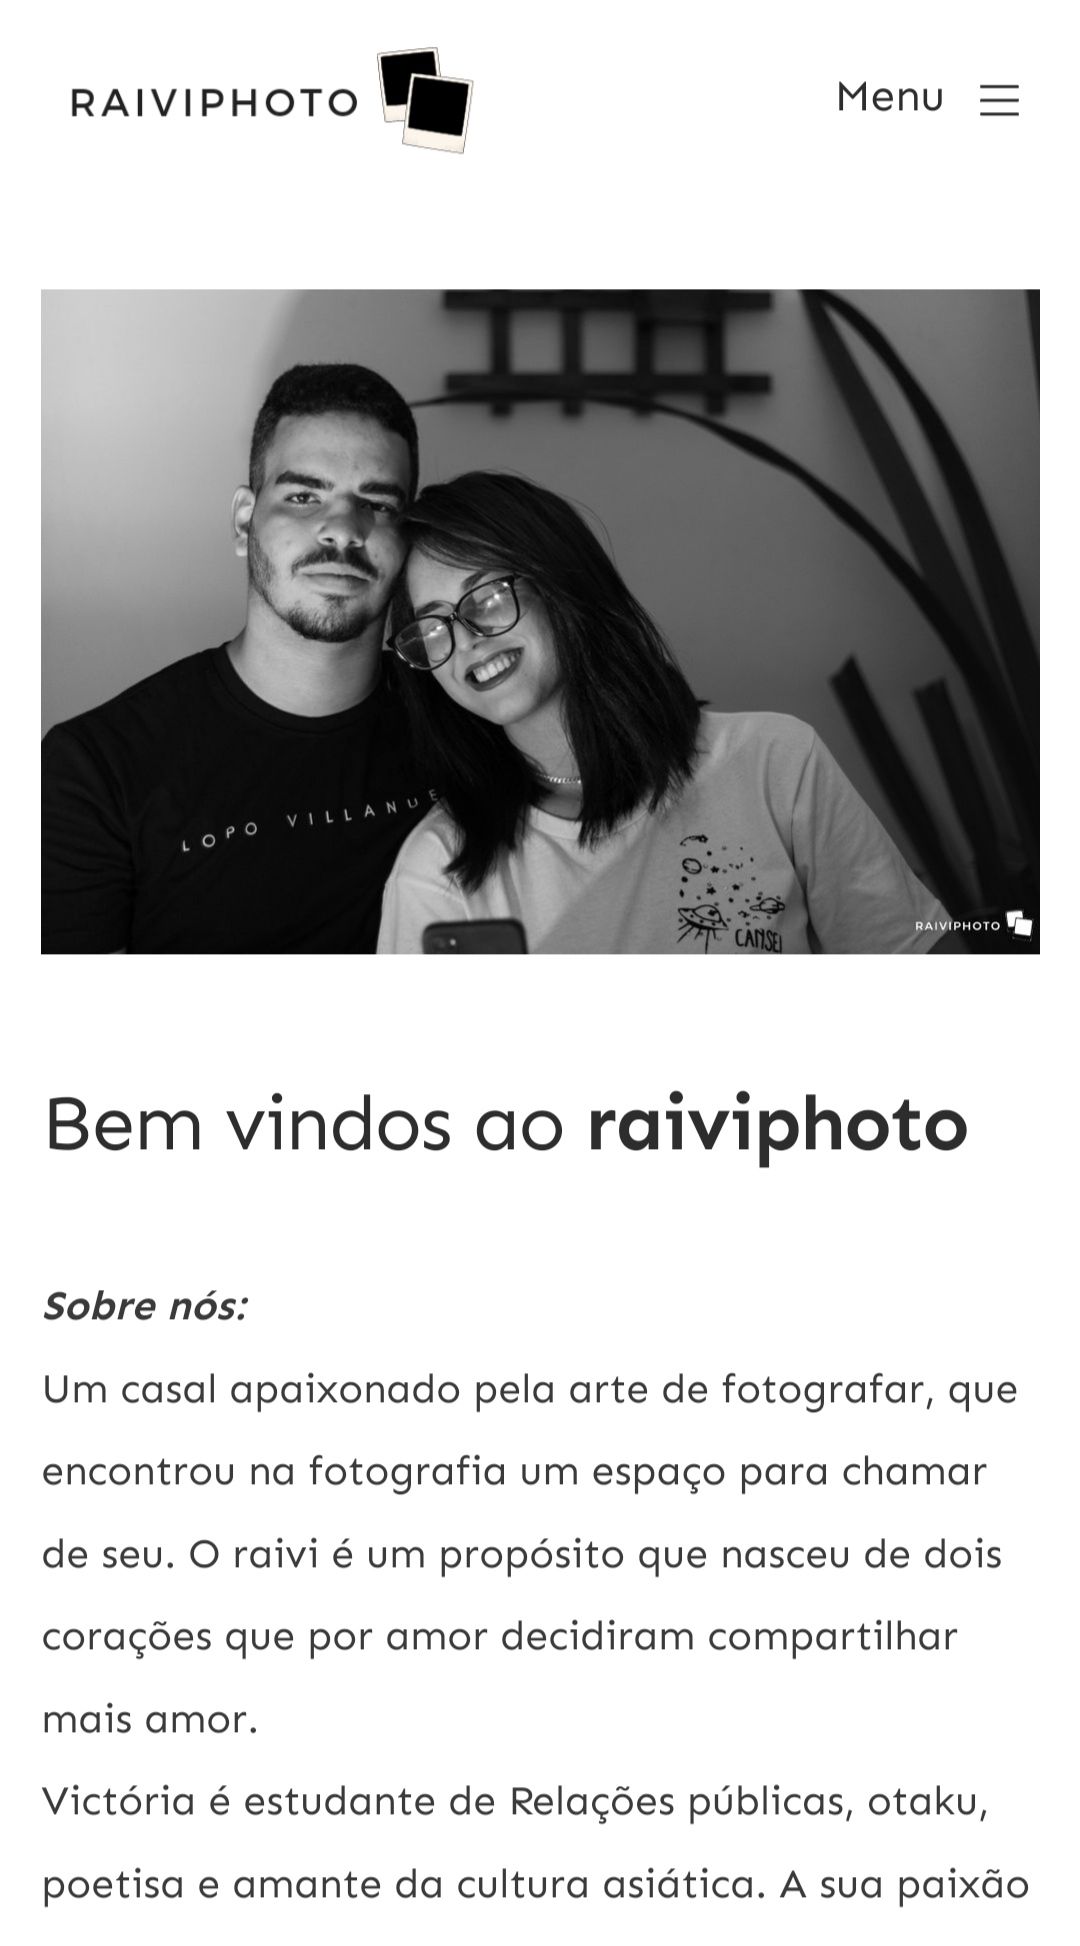 RAIVIPHOTO
Menu
LOPO VILLANUE
CANSEI
RAIVIPHOTO
Bem vindos ao raiviphoto
Sobre nós:
Um casal apaixonado pela arte de fotografar, que
encontrou na fotografia um espaço para chamar
de seu. O raivi é um propósito que nasceu de dois
corações que por amor decidiram compartilhar
mais amor.
Victória é estudante de Relações públicas, otaku,
poetisa e amante da cultura asiática. A sua paixão